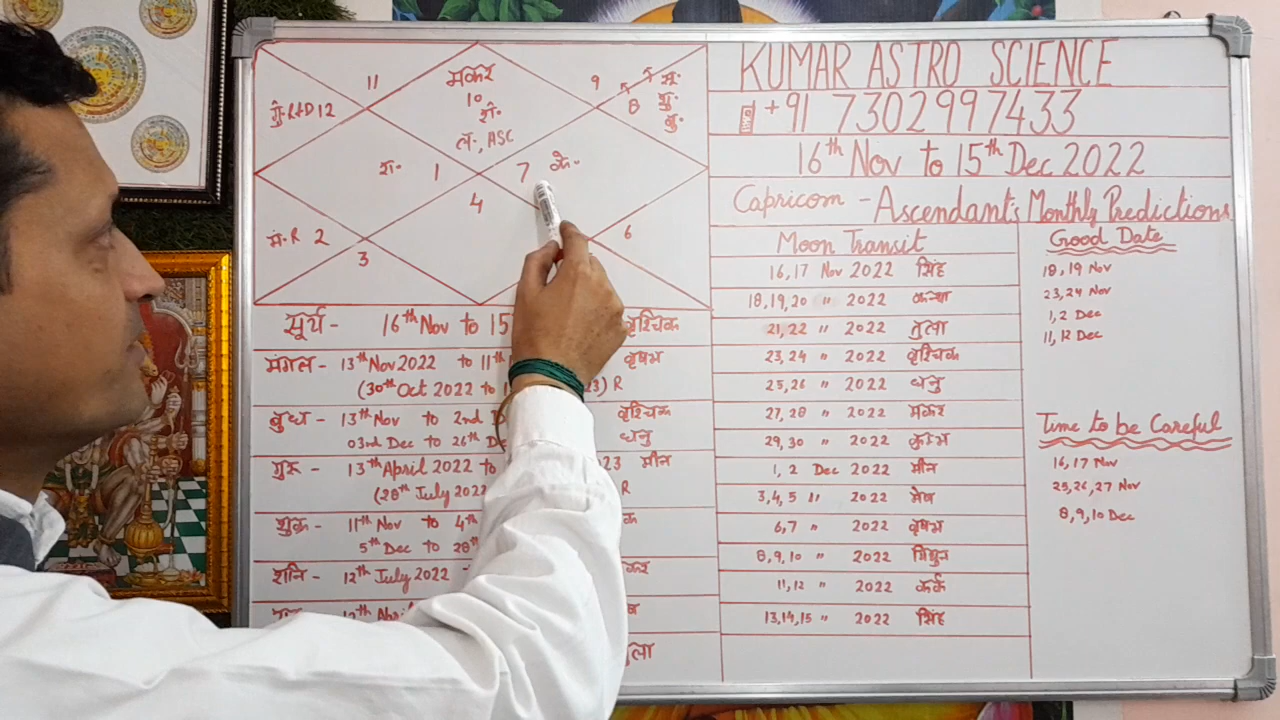 11
मकर
10
श॰
ल॰, ASC
9
सू॰
8 शु॰
बु॰
गु॰ R+D 12
रा॰ 1
7 के॰
4
मं॰ R 2
3
6
KUMAR ASTRO SCIENCE
+91 7302997433
16th Nov to 15th Dec 2022
Capricorn - Ascendant's Monthly Predictions
सूर्य - 16th Nov to 15 वृश्चिक
मंगल - 13th Nov 2022 to 11th वृषभ
(30th Oct 2022 to 23) R
बुध - 13th Nov to 2nd वृश्चिक
03rd Dec to 26th धनु
गुरू - 13th April 2022 to 23 मीन
(28th July 2022 R
शुक्र - 11th Nov to 4th
5th Dec to 28th
शनि - 12th July 2022
12th April
Moon Transit
16, 17 Nov 2022 सिंह
18, 19, 20 " 2022 कन्या
21, 22 " 2022 तुला
23, 24 " 2022 वृश्चिक
25, 26 " 2022 धनु
27, 28 " 2022 मकर
29, 30 " 2022 कुम्भ
1, 2 Dec 2022 मीन
3, 4, 5 " 2022 मेष
6, 7 " 2022 वृषभ
8, 9, 10 " 2022 मिथुन
11, 12 " 2022 कर्क
13, 14, 15 " 2022 सिंह
Good Date
18, 19 Nov
23, 24 Nov
1, 2 Dec
11, 12 Dec
Time to be Careful
16, 17 Nov
25, 26, 27 Nov
8, 9, 10 Dec